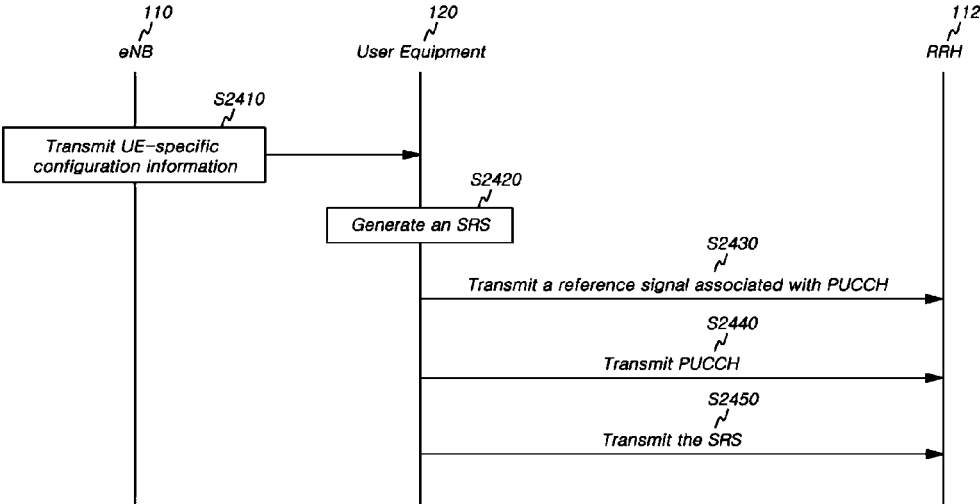 110
120
112
eNB
User Equipment
RRH
S2410
Transmit UE-specific
configuration information
S2420
Generate an SRS
S2430
Transmit a reference signal associated with PUCCH
S2440
Transmit PUCCH
S2450
Transmit the SRS